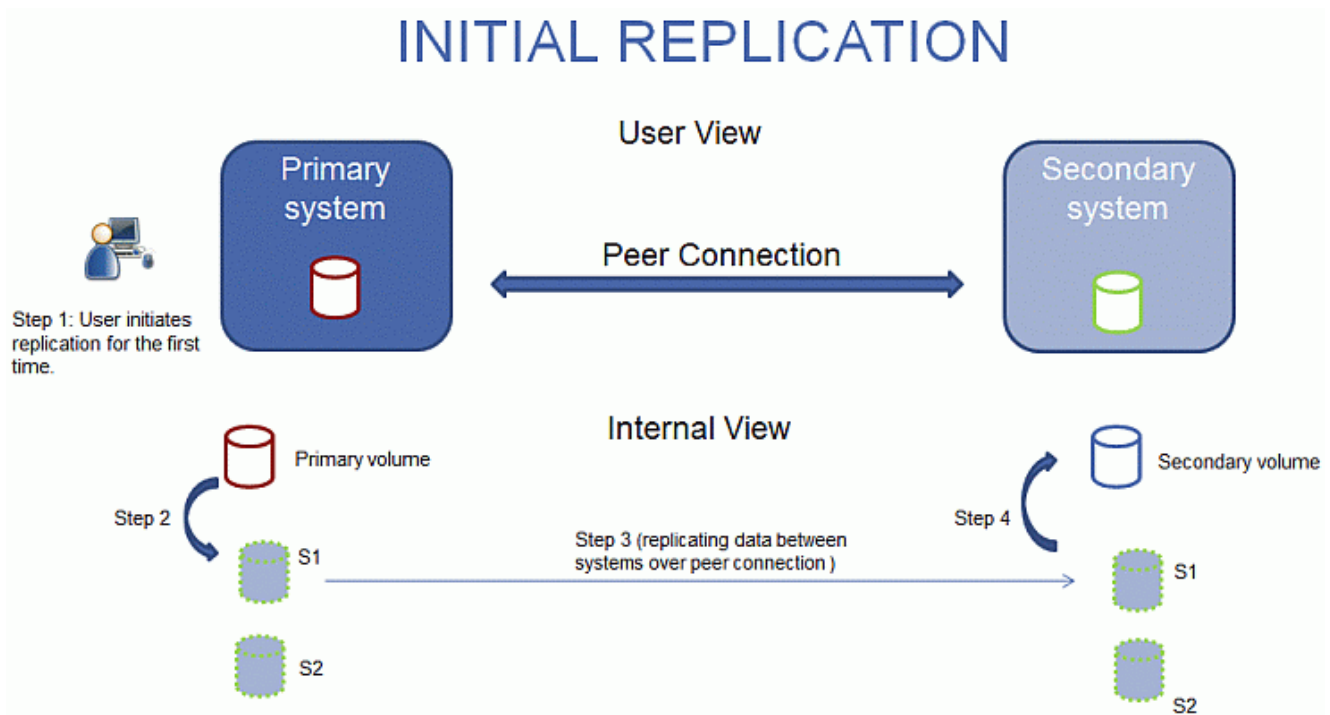 INITIAL REPLICATION
User View
Primary
system
Secondary
system
Peer Connection
Step 1: User initiates
replication for the first
time.
Internal View
Primary volume
Secondary volume
Step 2
Step 4
Step 3 (replicating data between
systems over peer connection )
S1
S1
S2
S2